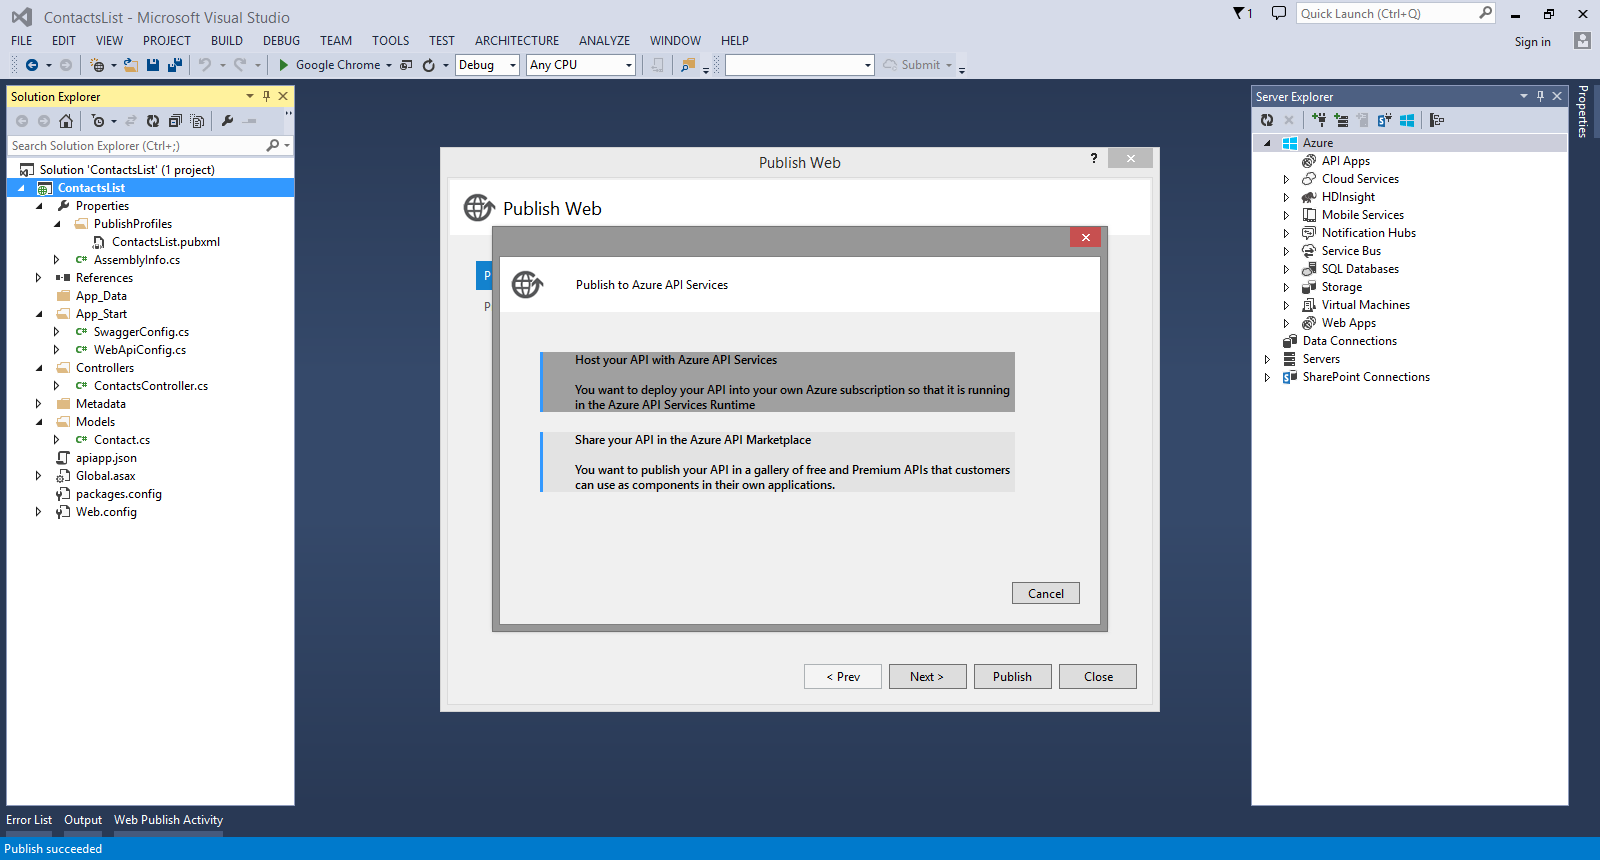 ContactsList - Microsoft Visual Studio
1
Quick Launch (Ctrl+Q)
FILE EDIT VIEW PROJECT BUILD DEBUG TEAM TOOLS TEST ARCHITECTURE ANALYZE WINDOW HELP
Sign in
Google Chrome Debug Any CPU Submit
Solution Explorer
Search Solution Explorer (Ctrl+;)
Solution 'ContactsList' (1 project)
ContactsList
Properties
PublishProfiles
ContactsList.pubxml
C# AssemblyInfo.cs
References
App_Data
App_Start
C# SwaggerConfig.cs
C# WebApiConfig.cs
Controllers
C# ContactsController.cs
Metadata
Models
C# Contact.cs
apiapp.json
Global.asax
packages.config
Web.config
Publish Web
?
Publish Web
P
P
Publish to Azure API Services
Host your API with Azure API Services
You want to deploy your API into your own Azure subscription so that it is running
in the Azure API Services Runtime
Share your API in the Azure API Marketplace
You want to publish your API in a gallery of free and Premium APIs that customers
can use as components in their own applications.
Cancel
< Prev Next > Publish Close
Server Explorer
Azure
API Apps
Cloud Services
HDInsight
Mobile Services
Notification Hubs
Service Bus
SQL Databases
Storage
Virtual Machines
Web Apps
Data Connections
Servers
SharePoint Connections
Properties
Error List Output Web Publish Activity
Publish succeeded